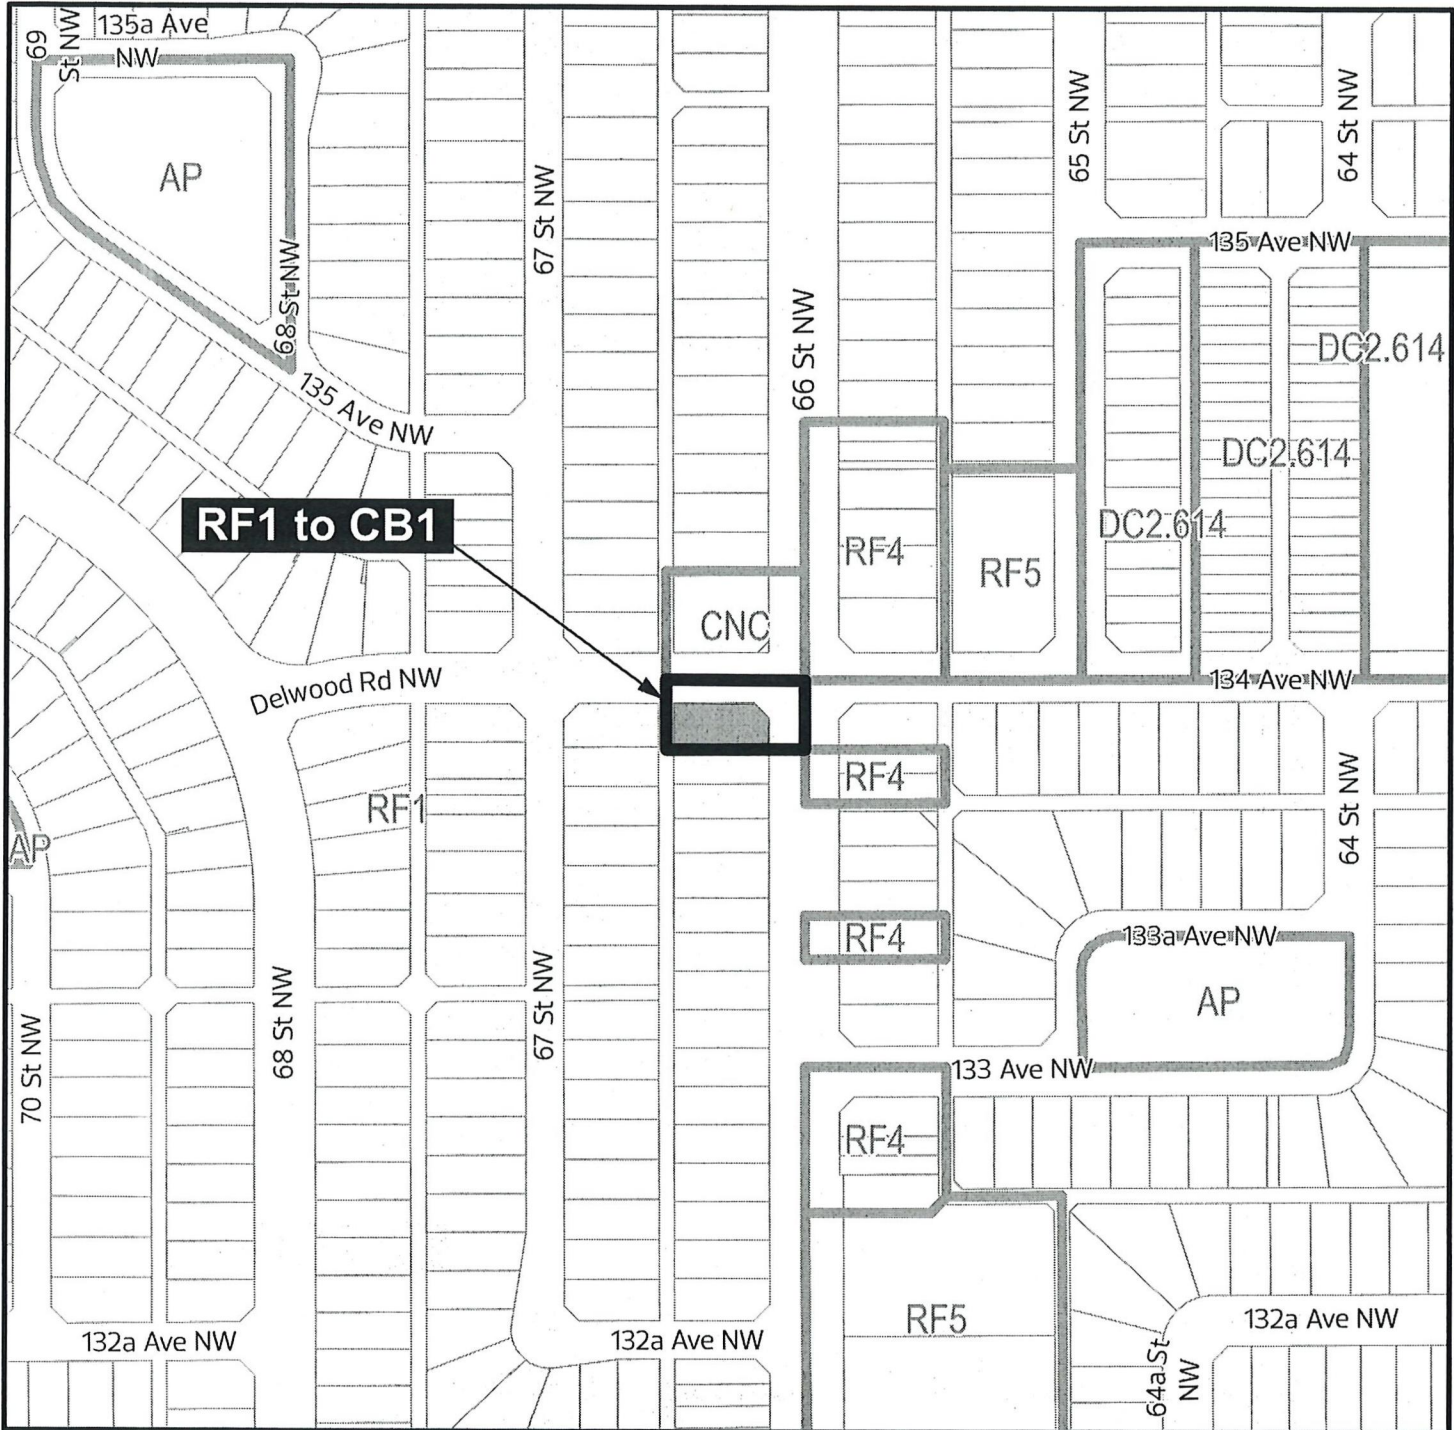 135a Ave
NW
69
St NW
AP
68 St NW
67 St NW
66 St NW
65 St NW
64 St NW
135 Ave NW
DC2.614
DC2.614
DC2.614
135 Ave NW
RF1 to CB1
RF4
RF5
CNC
Delwood Rd NW
134 Ave NW
RF4
RF1
AP
64 St NW
RF4
133a Ave NW
AP
70 St NW
68 St NW
67 St NW
133 Ave NW
RF4
RF5
132a Ave NW
132a Ave NW
132a Ave NW
64a St
NW